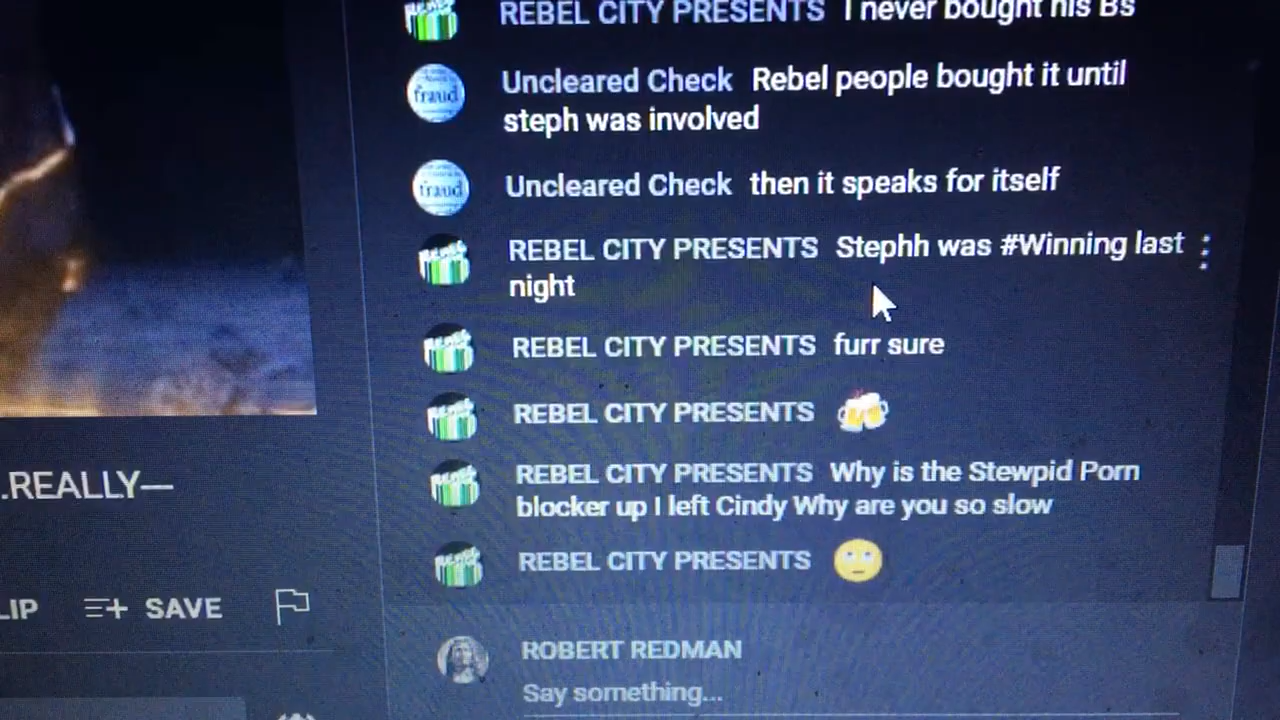 REBEL CITY PRESENTS I never bought his Bs
Uncleared Check Rebel people bought it until
steph was involved
fraud
Uncleared Check then it speaks for itself
fraud
REBEL CITY PRESENTS Stephh was #Winning last
night
REBEL CITY PRESENTS furr sure
REBEL CITY PRESENTS 🍻
REBEL CITY PRESENTS Why is the Stewpid Porn
blocker up I left Cindy Why are you so slow
REBEL CITY PRESENTS 🙄
.REALLY—
LIP SAVE
ROBERT REDMAN
Say something...